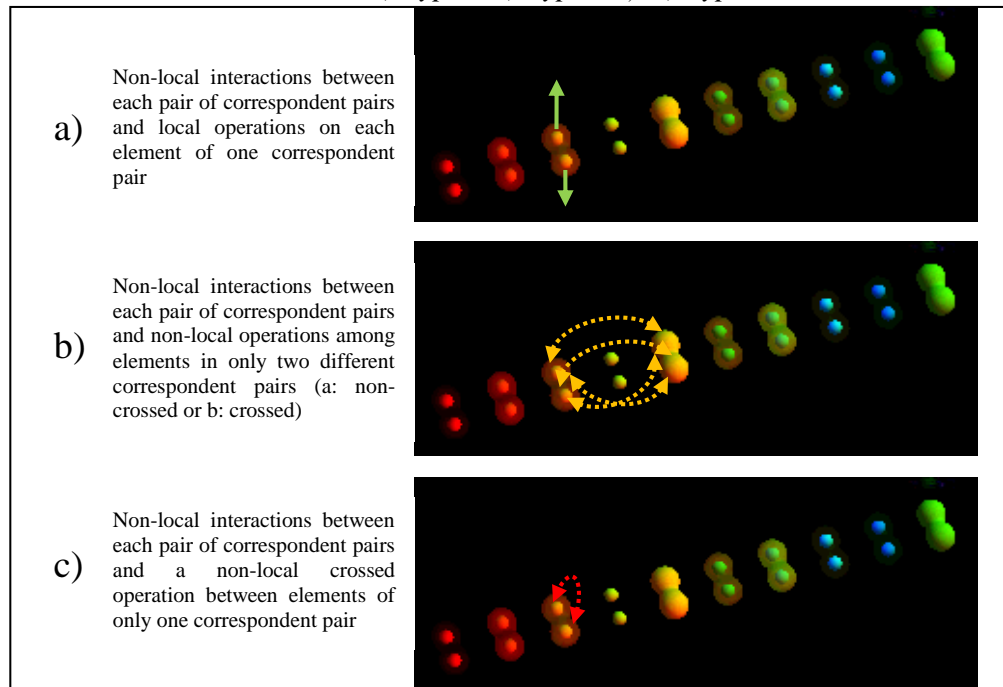 a)
Non-local interactions between
each pair of correspondent pairs
and local operations on each
element of one correspondent
pair
b)
Non-local interactions between
each pair of correspondent pairs
and non-local operations among
elements in only two different
correspondent pairs (a: non-
crossed or b: crossed)
c)
Non-local interactions between
each pair of correspondent pairs
and a non-local crossed
operation between elements of
only one correspondent pair